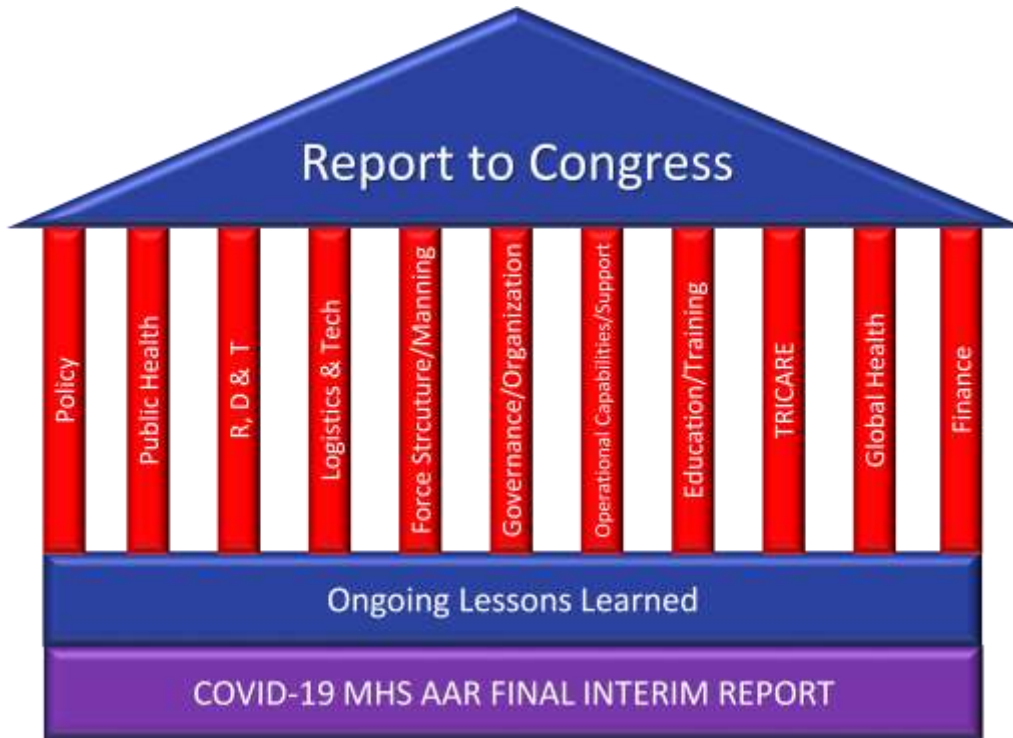 Report to Congress
Policy
Public Health
R, D & T
Logistics & Tech
Force Strcuture/Manning
Governance/Organization
Operational Capabilities/Support
Education/Training
TRICARE
Global Health
Finance
Ongoing Lessons Learned
COVID-19 MHS AAR FINAL INTERIM REPORT